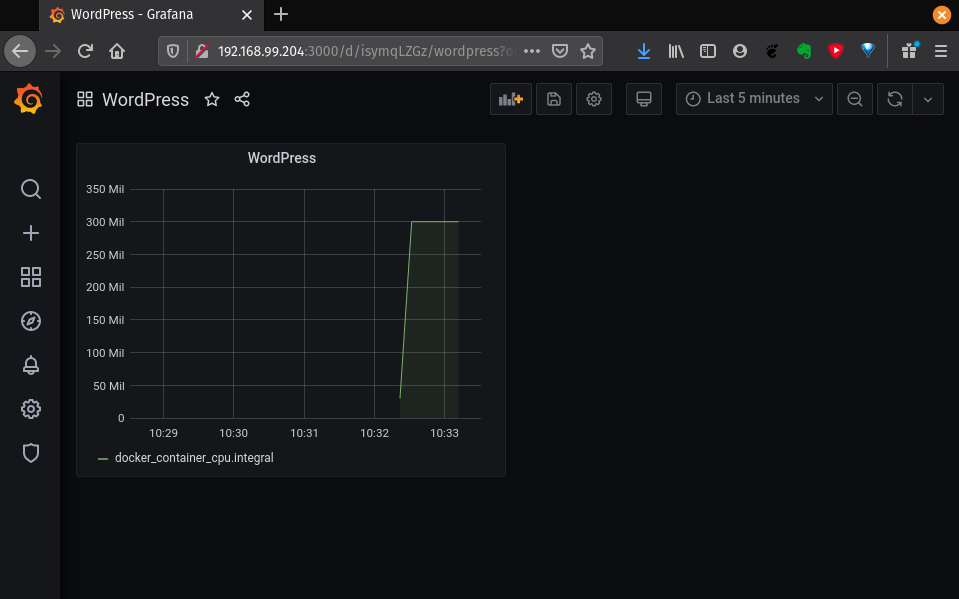 WordPress - Grafana
192.168.99.204:3000/d/isymqLZGz/wordpress?o
WordPress
Last 5 minutes
WordPress
350 Mil
300 Mil
250 Mil
200 Mil
150 Mil
100 Mil
50 Mil
0
10:29 10:30 10:31 10:32 10:33
docker_container_cpu.integral